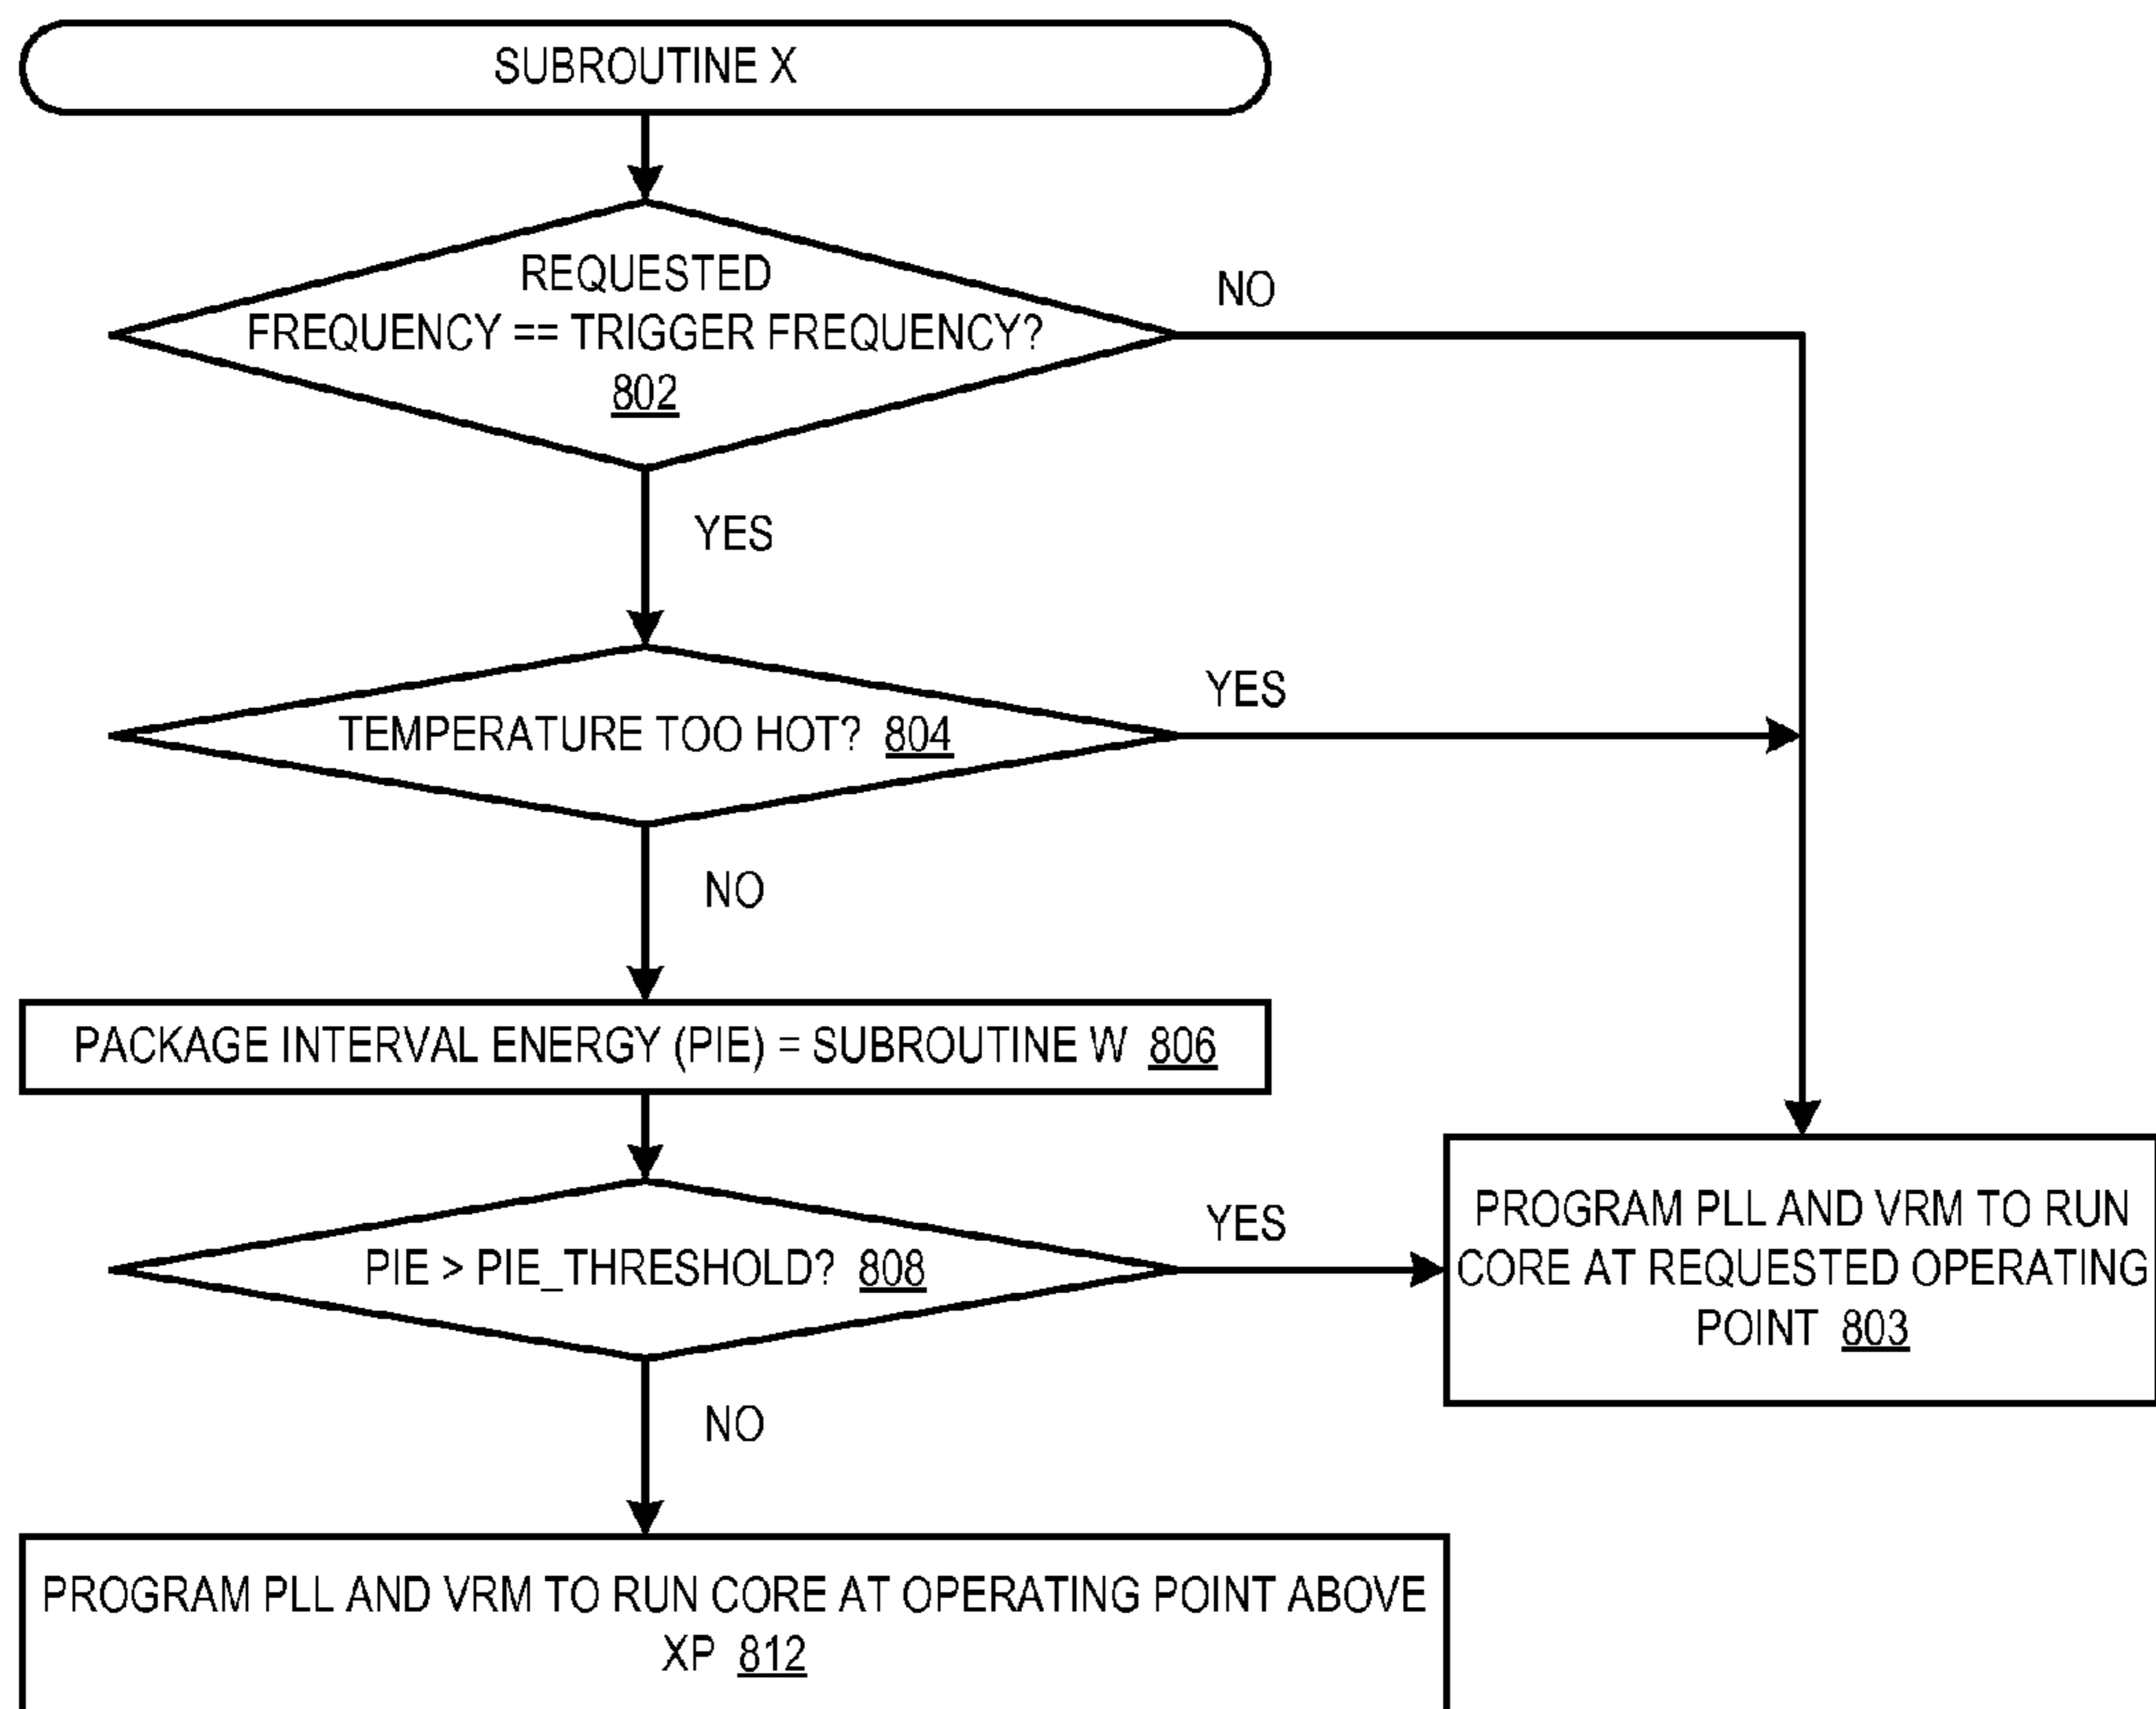 SUBROUTINE X
REQUESTED
FREQUENCY == TRIGGER FREQUENCY?
802
NO
YES
TEMPERATURE TOO HOT? 804
YES
NO
PACKAGE INTERVAL ENERGY (PIE) = SUBROUTINE W 806
PIE > PIE_THRESHOLD? 808
YES
PROGRAM PLL AND VRM TO RUN
CORE AT REQUESTED OPERATING
POINT 803
NO
PROGRAM PLL AND VRM TO RUN CORE AT OPERATING POINT ABOVE
XP 812